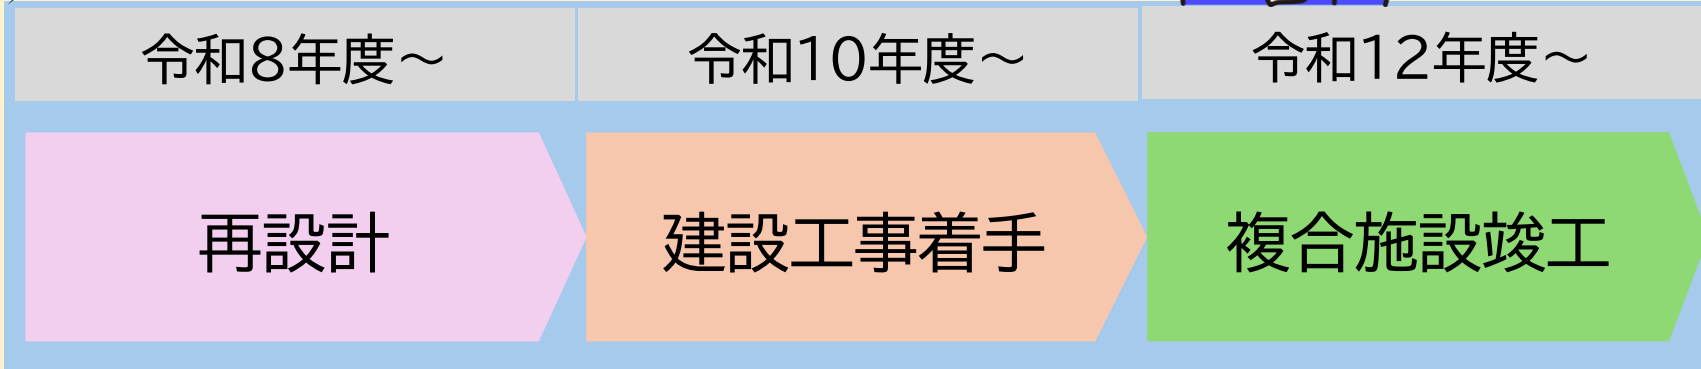 令和8年度～
令和10年度～
令和12年度～
再設計
建設工事着手
複合施設竣工